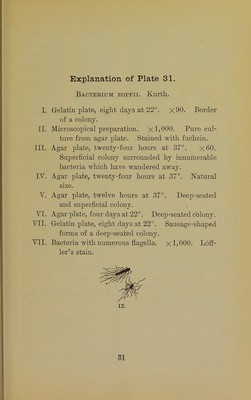 Explanation of Plate 31.
Bacterium zopfii. Kurth.
I. Gelatin plate, eight days at 22°. ×90. Border
of a colony.
II. Microscopical preparation. ×1,000. Pure cul-
ture from agar plate. Stained with fuchsin.
III. Agar plate, twenty-four hours at 37°. ×60.
Superficial colony surrounded by innumerable
bacteria which have wandered away.
IV. Agar plate, twenty-four hours at 37°. Natural
size.
V. Agar plate, twelve hours at 37°. Deep-seated
and superficial colony.
VI. Agar plate, four days at 22°. Deep-seated colony.
VII. Gelatin plate, eight days at 22°. Sausage-shaped
forms of a deep-seated colony.
VII. Bacteria with numerous flagella. ×1,000. Löff-
ler's stain.
IX.
31